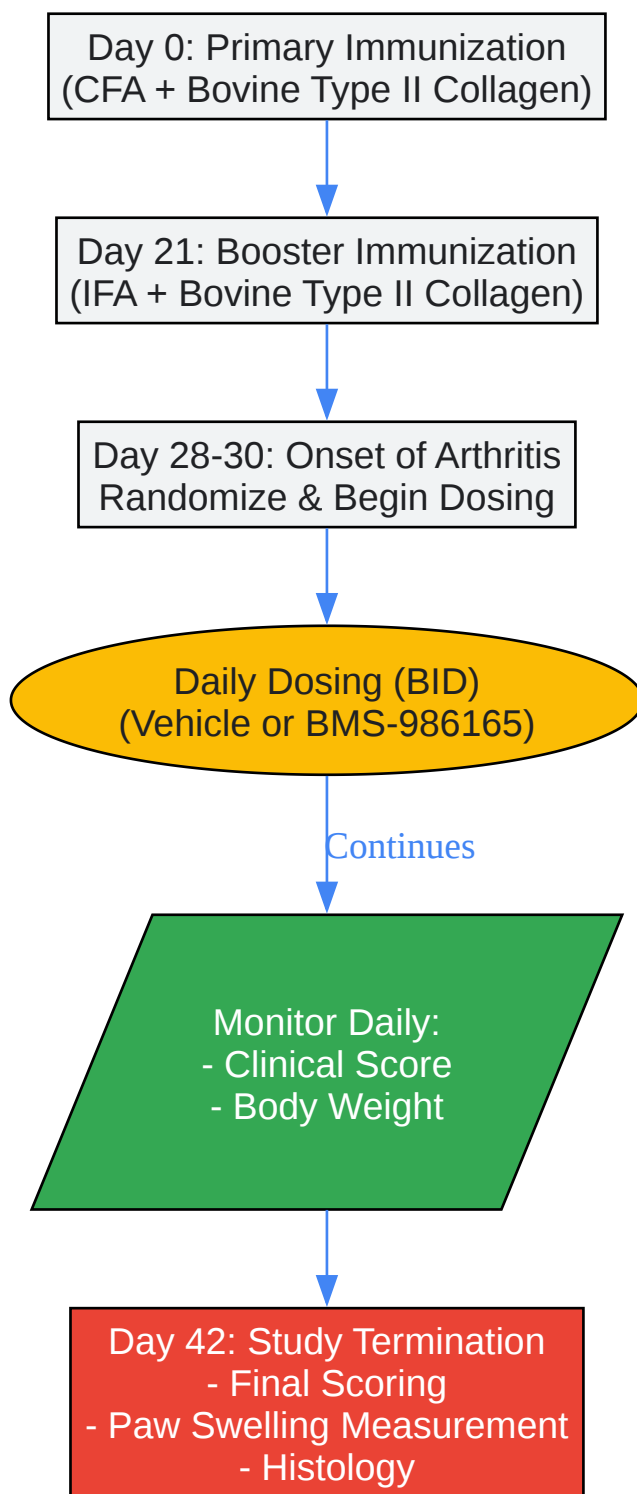 Day 0: Primary Immunization
(CFA + Bovine Type II Collagen)
Day 21: Booster Immunization
(IFA + Bovine Type II Collagen)
Day 28-30: Onset of Arthritis
Randomize & Begin Dosing
Daily Dosing (BID)
(Vehicle or BMS-986165)
Continues
Monitor Daily:
- Clinical Score
- Body Weight
Day 42: Study Termination
- Final Scoring
- Paw Swelling Measurement
- Histology